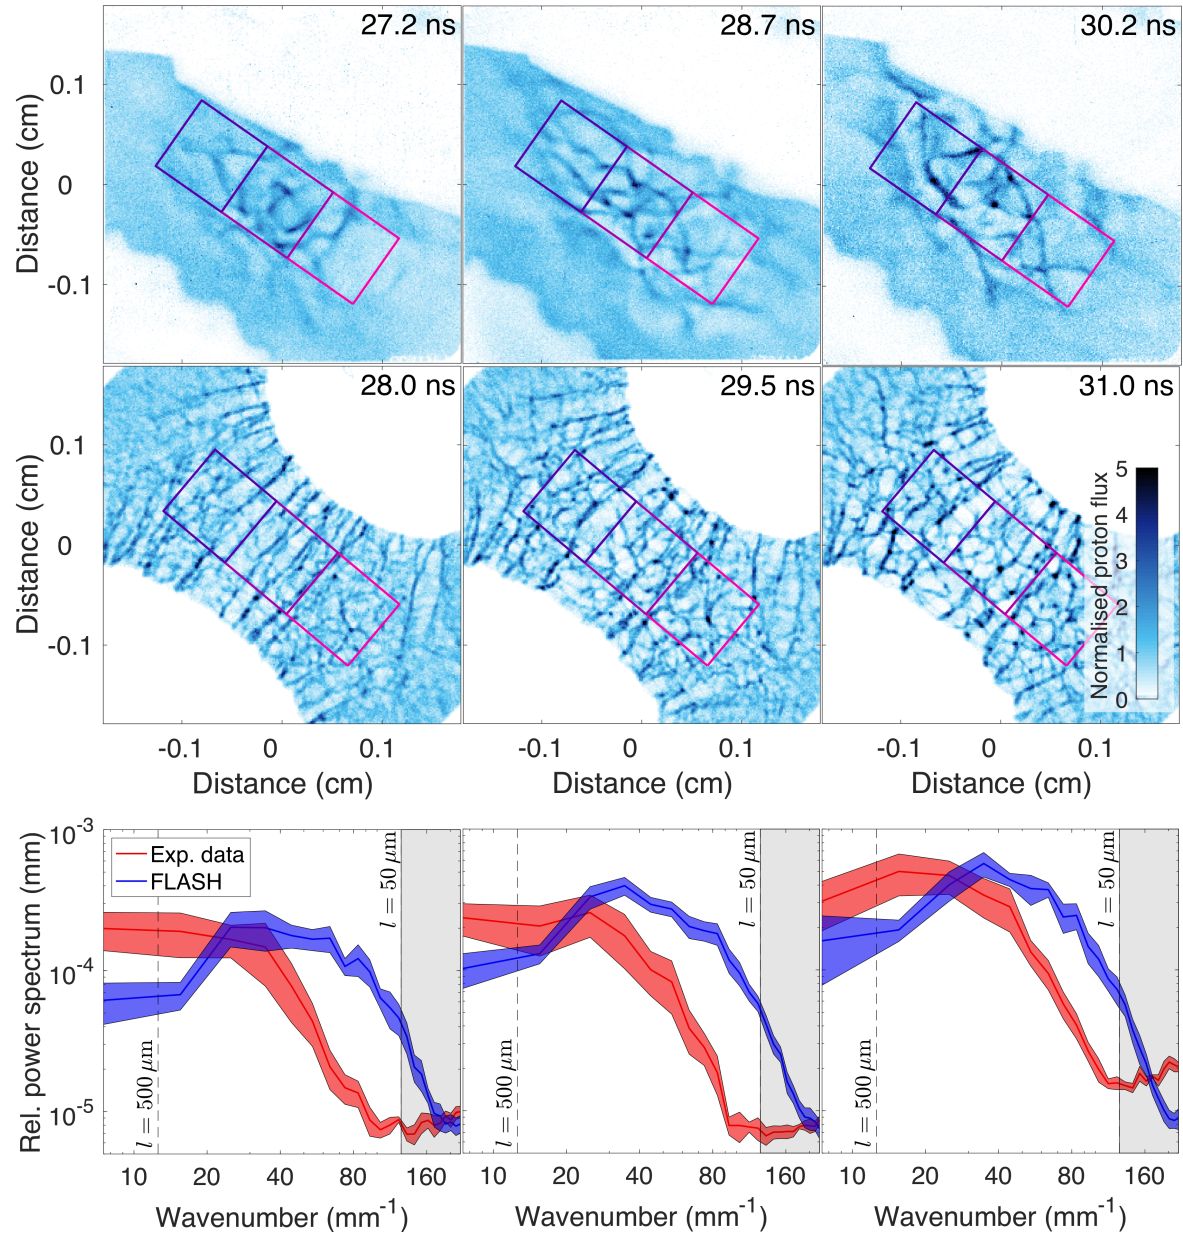 27.2 ns
28.7 ns
30.2 ns
Distance (cm)
0.1
0
-0.1
28.0 ns
29.5 ns
31.0 ns
Distance (cm)
0.1
0
-0.1
Normalised proton flux
5
4
3
2
1
0
-0.1 0 0.1
-0.1 0 0.1
-0.1 0 0.1
Distance (cm)
Distance (cm)
Distance (cm)
Rel. power spectrum (mm)
10⁻³
10⁻⁴
10⁻⁵
Exp. data
FLASH
l = 500 μm
l = 50 μm
l = 500 μm
l = 50 μm
l = 500 μm
l = 50 μm
10 20 40 80 160
10 20 40 80 160
10 20 40 80 160
Wavenumber (mm⁻¹)
Wavenumber (mm⁻¹)
Wavenumber (mm⁻¹)